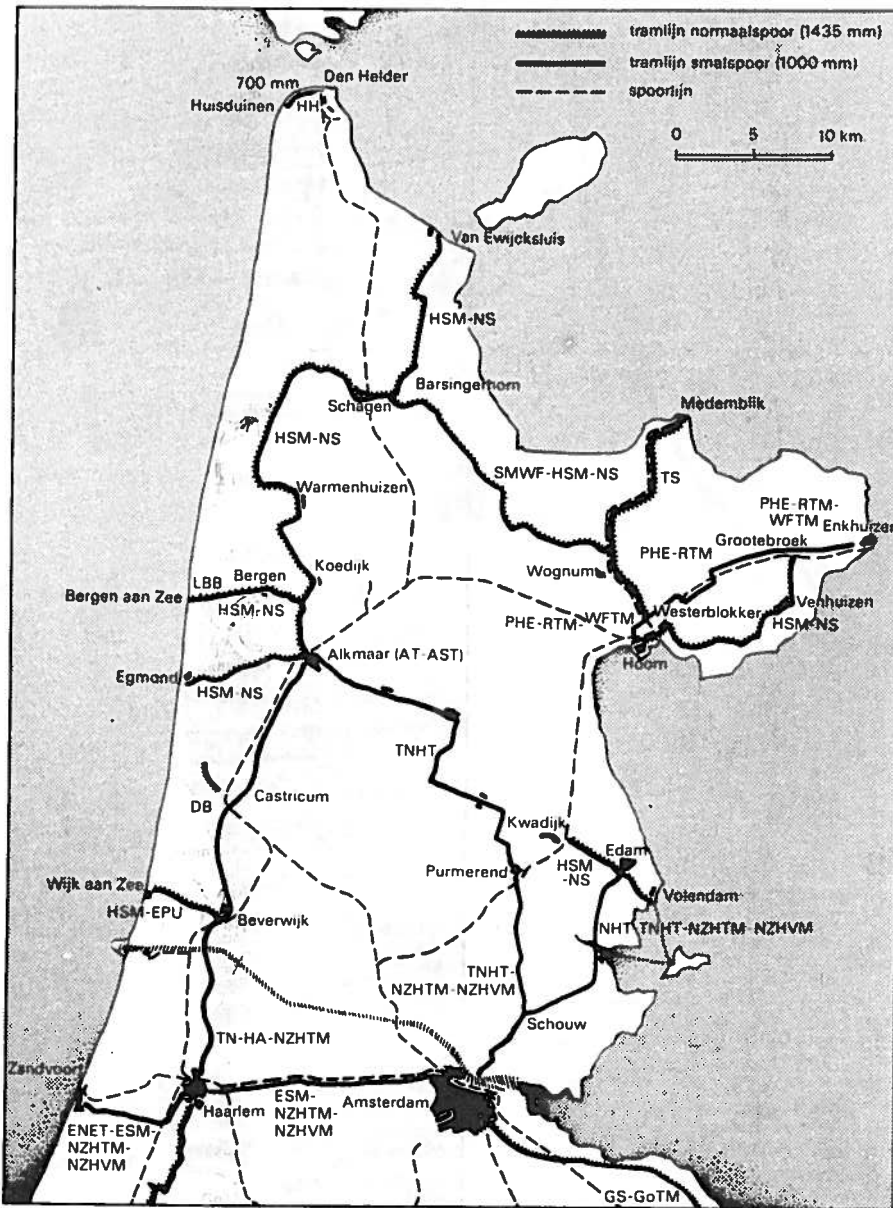 tramlijn normaalspoor (1435 mm)
tramlijn smalspoor (1000 mm)
spoorlijn
0 5 10 km
700 mm
Den Helder
Huisduinen
HH
Van Ewijcksluis
HSM-NS
Barsingerhorn
Schagen
Medemblik
HSM-NS
SMWF-HSM-NS
TS
Warmenhuizen
PHE-RTM-
WFTM
Enkhuizen
Grootebroek
PHE-RTM
Koedijk
Wognum
LBB
Bergen
Bergen aan Zee
HSM-NS
Westerblokker
Venhuizen
PHE-RTM-WFTM
HSM-NS
Hoorn
Alkmaar (AT-AST)
Egmond
HSM-NS
TNHT
DB
Castricum
Kwadijk
Edam
Purmerend
HSM
-NS
Wijk aan Zee
Volendam
HSM-EPU
Beverwijk
NHT-TNHT-NZHTM-NZHVM
TNHT-
NZHTM-NZHVM
Schouw
TN-HA-NZHTM
Zandvoort
Haarlem
ESM-
NZHTM-
NZHVM
Amsterdam
ENET-ESM-
NZHTM-
NZHVM
GS-GoTM